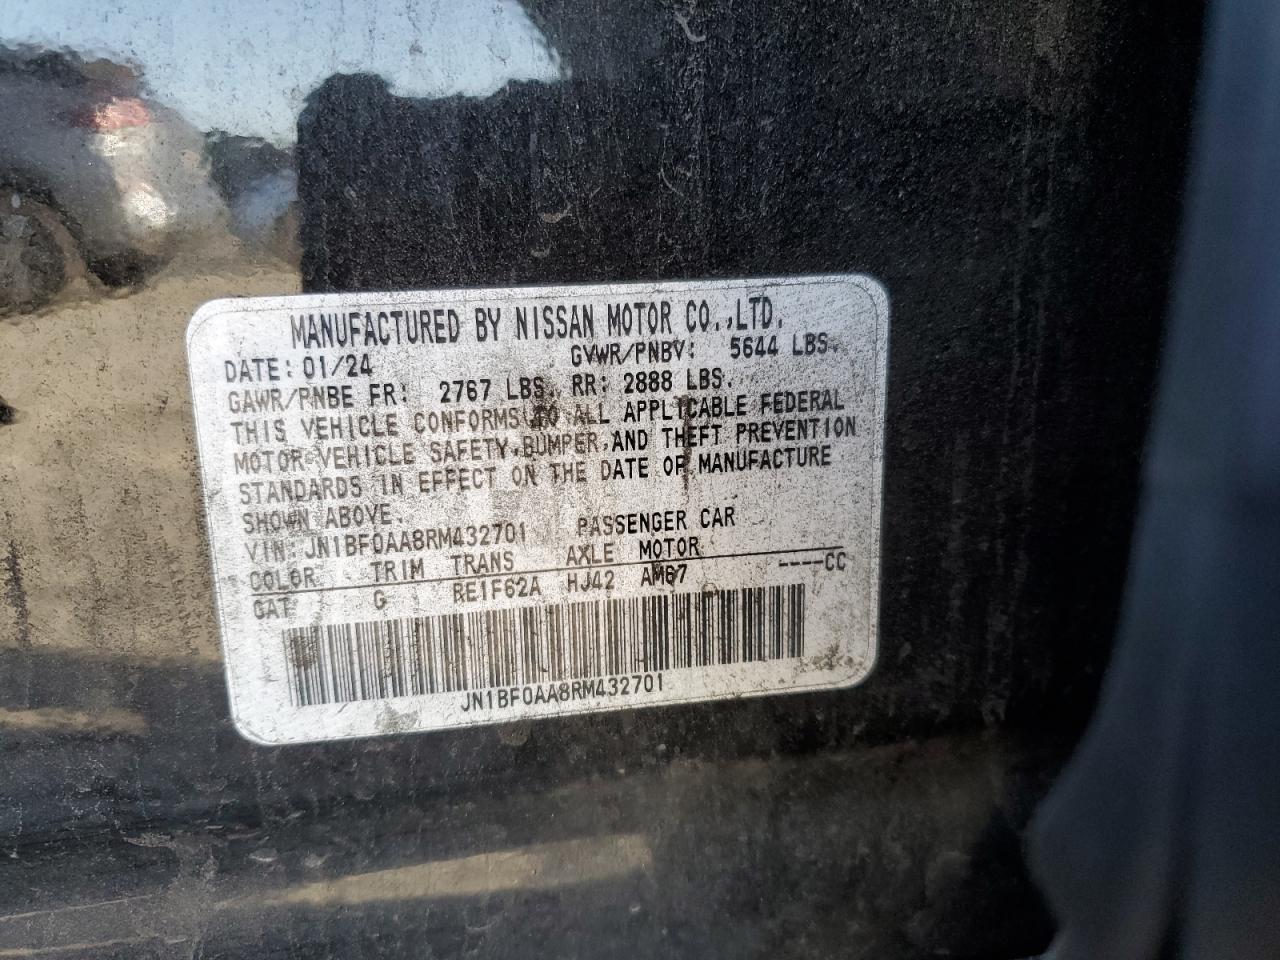 MANUFACTURED BY NISSAN MOTOR CO.,LTD.
DATE: 01/24 GVWR/PNBV: 5644 LBS.
GAWR/PNBE FR: 2767 LBS. RR: 2888 LBS.
THIS VEHICLE CONFORMS TO ALL APPLICABLE FEDERAL
MOTOR VEHICLE SAFETY, BUMPER, AND THEFT PREVENTION
STANDARDS IN EFFECT ON THE DATE OF MANUFACTURE
SHOWN ABOVE.
VIN: JN1BF0AA8RM432701 PASSENGER CAR
COLOR TRIM TRANS AXLE MOTOR
GAT G RE1F62A HJ42 AM67 ----CC
JN1BF0AA8RM432701